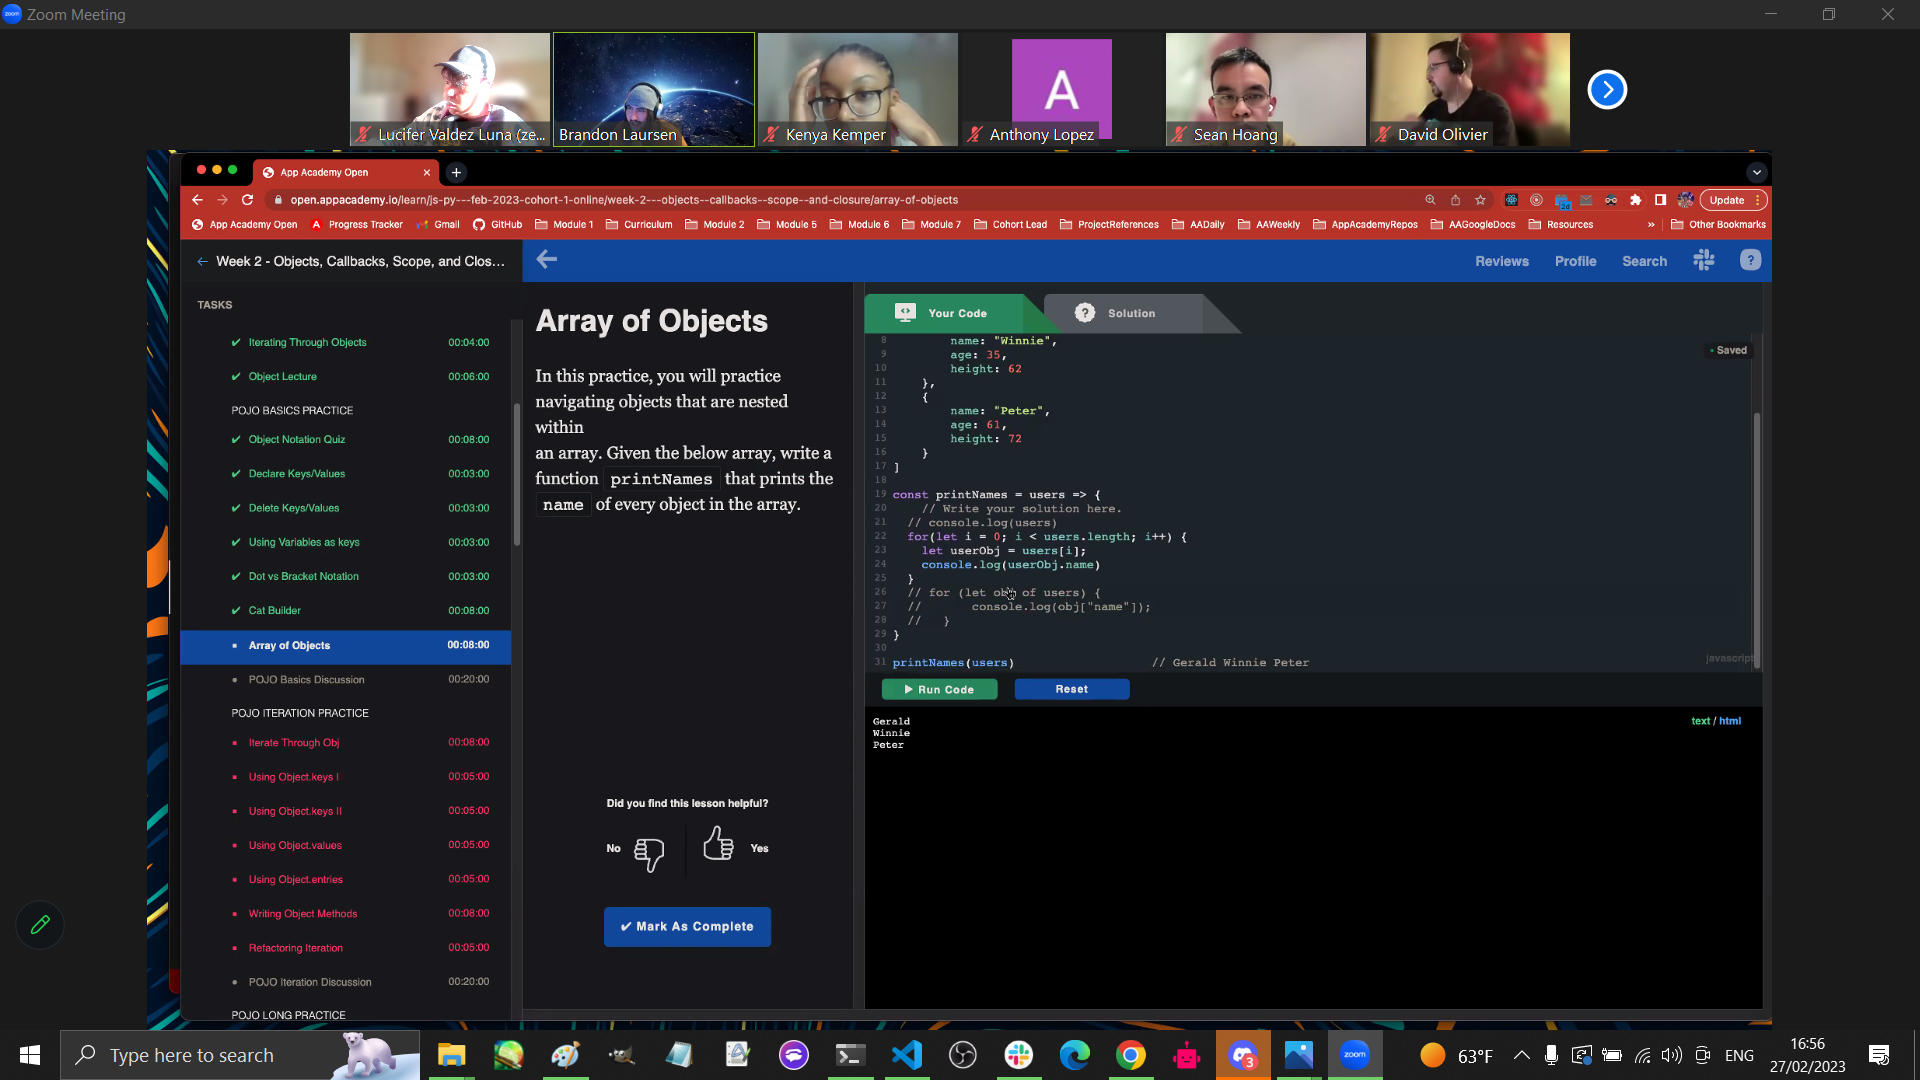 Zoom Meeting
Lucifer Valdez Luna (ze...
Brandon Laursen
Kenya Kemper
A
Anthony Lopez
Sean Hoang
David Olivier
App Academy Open
open.appacademy.io/learn/js-py---feb-2023-cohort-1-online/week-2---objects--callbacks--scope--and-closure/array-of-objects
Update
App Academy Open
Progress Tracker
Gmail
GitHub
Module 1
Curriculum
Module 2
Module 5
Module 6
Module 7
Cohort Lead
ProjectReferences
AADaily
AAWeekly
AppAcademyRepos
AAGoogleDocs
Resources
»
Other Bookmarks
Week 2 - Objects, Callbacks, Scope, and Clos...
Reviews
Profile
Search
?
TASKS
Iterating Through Objects 00:04:00
Object Lecture 00:06:00
POJO BASICS PRACTICE
Object Notation Quiz 00:08:00
Declare Keys/Values 00:03:00
Delete Keys/Values 00:03:00
Using Variables as keys 00:03:00
Dot vs Bracket Notation 00:03:00
Cat Builder 00:08:00
Array of Objects 00:08:00
POJO Basics Discussion 00:20:00
POJO ITERATION PRACTICE
Iterate Through Obj 00:08:00
Using Object.keys I 00:05:00
Using Object.keys II 00:05:00
Using Object.values 00:05:00
Using Object.entries 00:05:00
Writing Object Methods 00:08:00
Refactoring Iteration 00:05:00
POJO Iteration Discussion 00:20:00
POJO LONG PRACTICE
Array of Objects
In this practice, you will practice
navigating objects that are nested
within
an array. Given the below array, write a
function printNames that prints the
name of every object in the array.
Did you find this lesson helpful?
No
Yes
✔ Mark As Complete
Your Code
? Solution
Saved
8 name: "Winnie",
9 age: 35,
10 height: 62
11 },
12 {
13 name: "Peter",
14 age: 61,
15 height: 72
16 }
17 ]
18
19 const printNames = users => {
20 // Write your solution here.
21 // console.log(users)
22 for(let i = 0; i < users.length; i++) {
23 let userObj = users[i];
24 console.log(userObj.name)
25 }
26 // for (let obj of users) {
27 // console.log(obj["name"]);
28 // }
29 }
30
31 printNames(users) // Gerald Winnie Peter
javascript
Run Code
Reset
Gerald
Winnie
Peter
text / html
Type here to search
3
zoom
63°F
ENG
16:56
27/02/2023